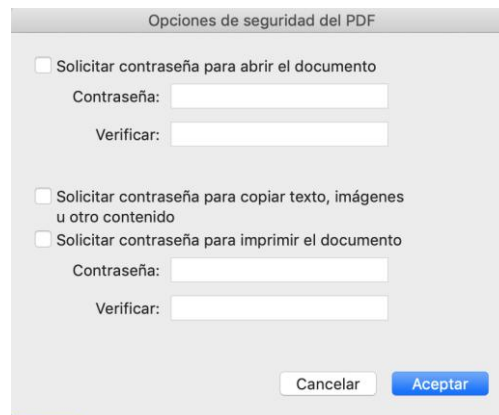 Opciones de seguridad del PDF
Solicitar contraseña para abrir el documento
Contraseña:
Verificar:
Solicitar contraseña para copiar texto, imágenes
u otro contenido
Solicitar contraseña para imprimir el documento
Contraseña:
Verificar:
Cancelar Aceptar